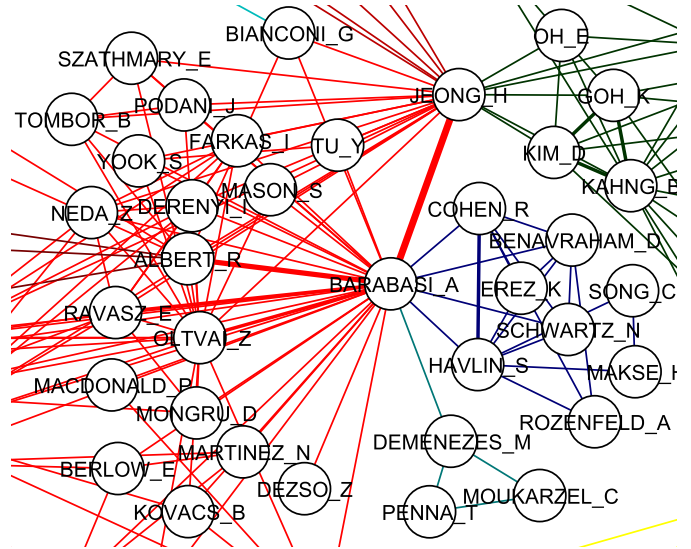 BIANCONI_G
OH_E
SZATHMARY_E
JEONG_H
GOH_K
PODANI_J
TOMBOR_B
FARKAS_I
TU_Y
KIM_D
YOOK_S
KAHNG_B
MASON_S
NEDA_Z
DERENYI_I
COHEN_R
BENAVRAHAM_D
ALBERT_R
BARABASI_A
EREZ_K
SONG_C
RAVASZ_E
SCHWARTZ_N
OLTVAI_Z
HAVLIN_S
MAKSE_H
MACDONALD_P
MONGRU_D
ROZENFELD_A
DEMENEZES_M
MARTINEZ_N
BERLOW_E
DEZSO_Z
MOUKARZEL_C
KOVACS_B
PENNA_T